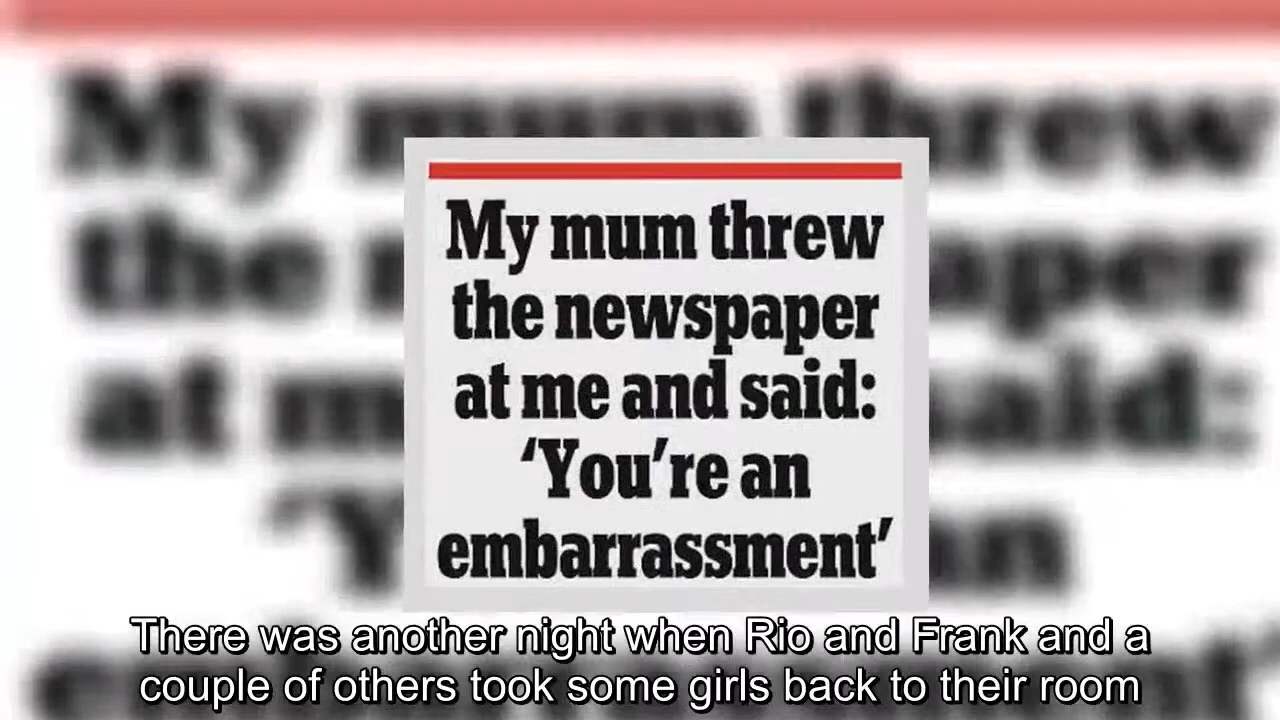 My mum threw
the newspaper
at me and said:
‘You’re an
embarrassment’
There was another night when Rio and Frank and a
couple of others took some girls back to their room